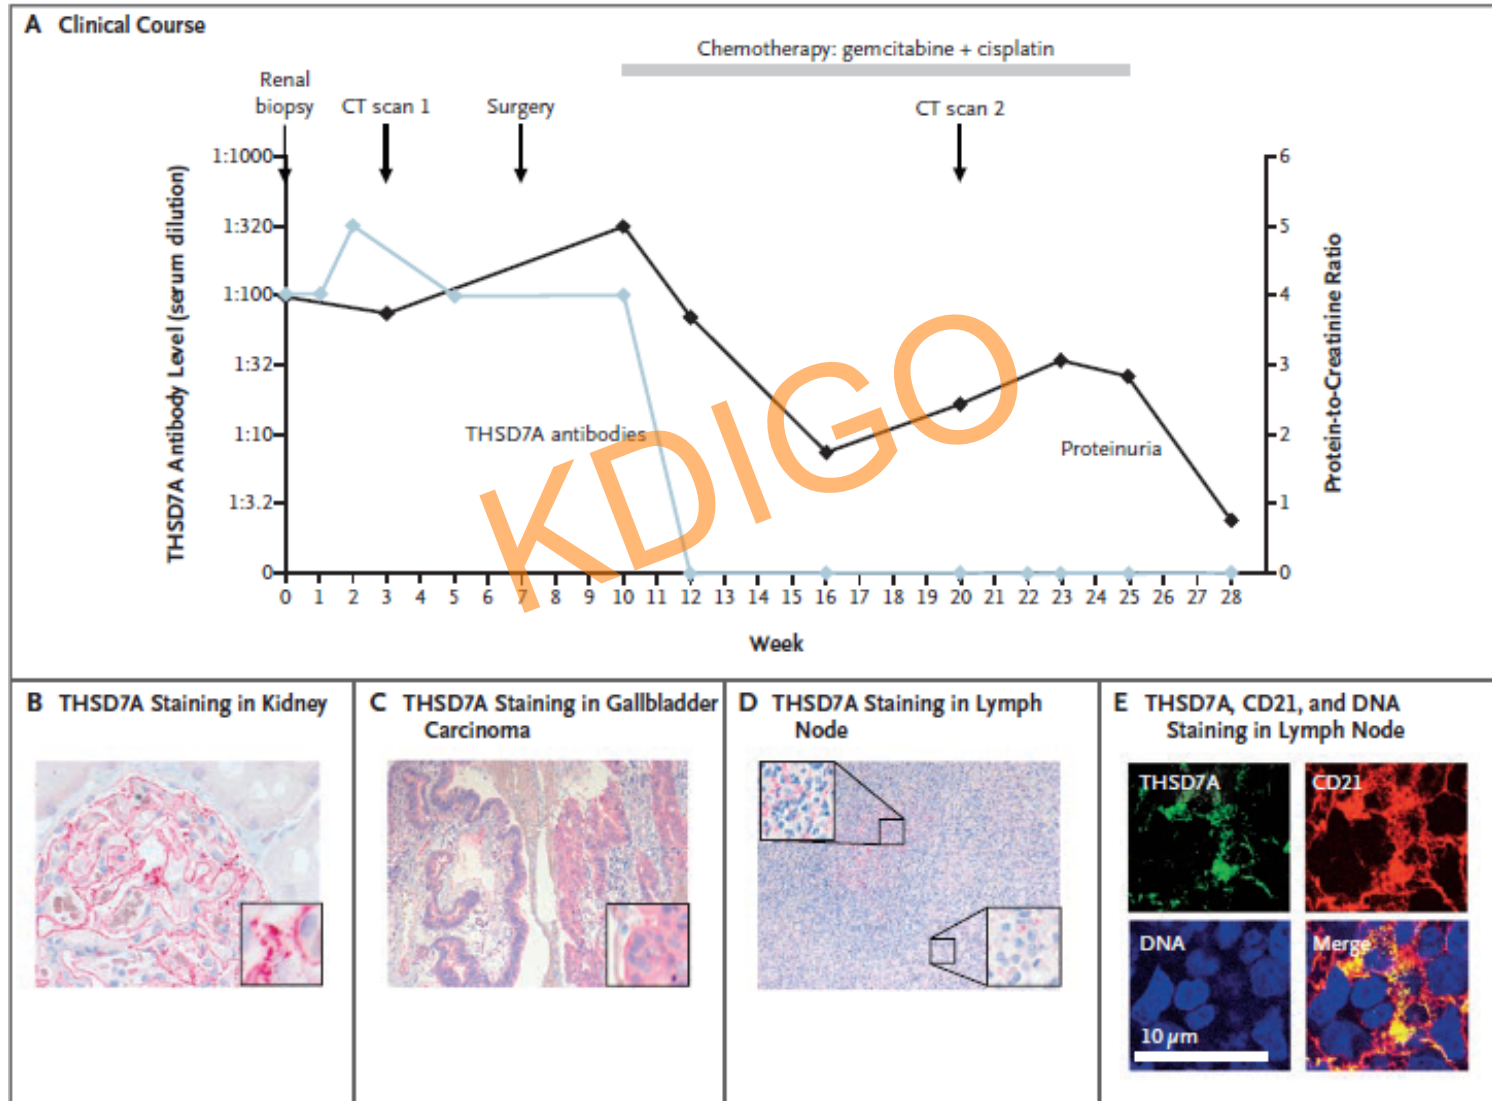 A Clinical Course
Chemotherapy: gemcitabine + cisplatin
Renal
biopsy
CT scan 1
Surgery
CT scan 2
THSD7A Antibody Level (serum dilution)
1:1000
1:320
1:100
1:32
1:10
1:3.2
0
6
5
4
3
2
1
0
Protein-to-Creatinine Ratio
THSD7A antibodies
Proteinuria
KDIGO
0 1 2 3 4 5 6 7 8 9 10 11 12 13 14 15 16 17 18 19 20 21 22 23 24 25 26 27 28
Week
B THSD7A Staining in Kidney
C THSD7A Staining in Gallbladder
Carcinoma
D THSD7A Staining in Lymph
Node
E THSD7A, CD21, and DNA
Staining in Lymph Node
THSD7A
CD21
DNA
Merge
10 µm